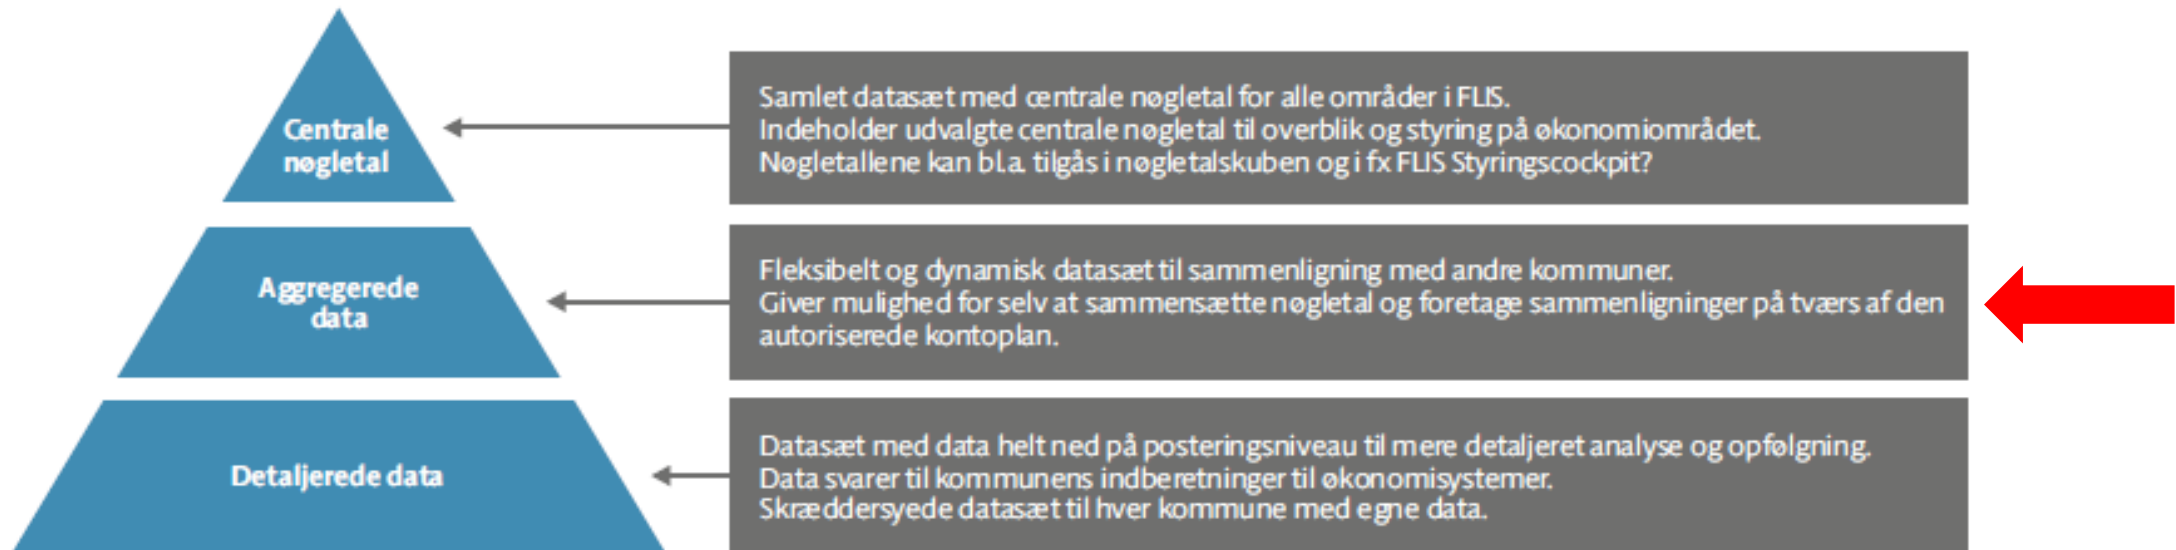 Centrale
nøgletal
Samlet datasæt med centrale nøgletal for alle områder i FLIS.
Indeholder udvalgte centrale nøgletal til overblik og styring på økonomiområdet.
Nøgletallene kan bl.a. tilgås i nøgletalskuben og i fx FLIS Styringscockpit?
Aggregerede
data
Fleksibelt og dynamisk datasæt til sammenligning med andre kommuner.
Giver mulighed for selv at sammensætte nøgletal og foretage sammenligninger på tværs af den
autoriserede kontoplan.
Detaljerede data
Datasæt med data helt ned på posteringsniveau til mere detaljeret analyse og opfølgning.
Data svarer til kommunens indberetninger til økonomisystemer.
Skræddersyede datasæt til hver kommune med egne data.